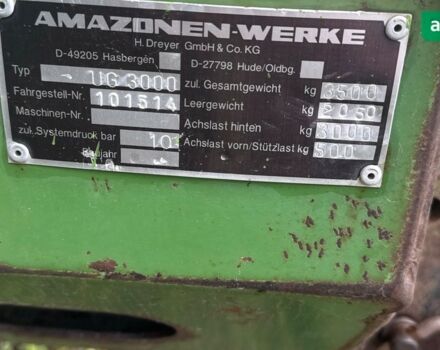 AMAZONEN-WERKE
H. Dreyer GmbH & Co. KG
D-49205 Hasbergen
D-27798 Hude/Oldbg.
Typ UG 3000
zul. Gesamtgewicht kg 3500
Fahrgestell-Nr. 101514
Leergewicht kg 2050
Maschinen-Nr.
Achslast hinten kg 3000
zul. Systemdruck bar 10
Achslast vorn/Stützlast kg 500
Baujahr
a